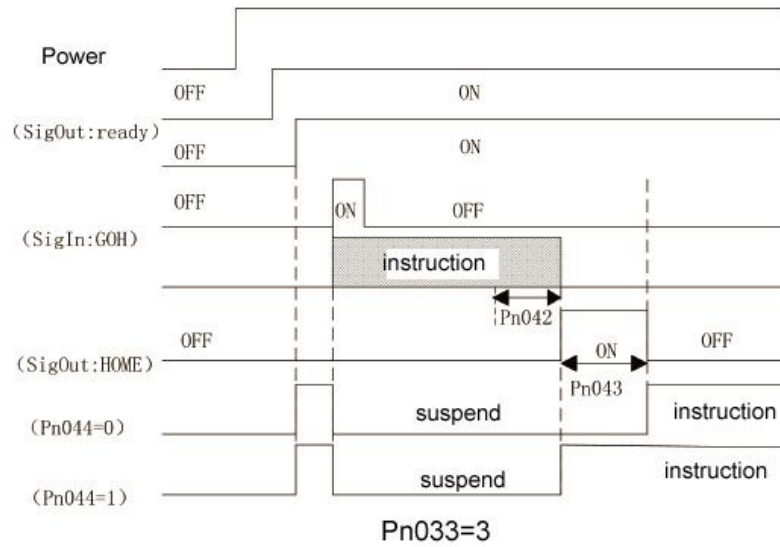 Power
OFF ON
(SigOut:ready)
OFF ON
OFF ON OFF
(SigIn:GOH)
instruction
Pn042
OFF ON OFF
(SigOut:HOME)
Pn043
suspend instruction
(Pn044=0)
suspend instruction
(Pn044=1)
Pn033=3